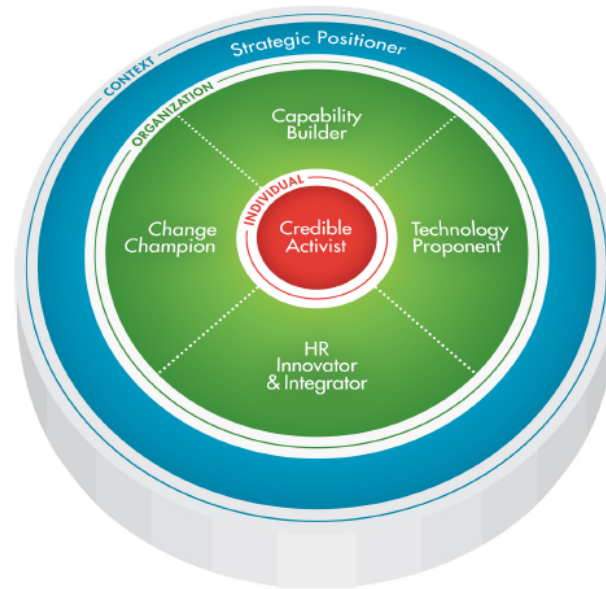 CONTEXT
Strategic Positioner
ORGANIZATION
Capability
Builder
INDIVIDUAL
Change
Champion
Credible
Activist
Technology
Proponent
HR
Innovator
& Integrator